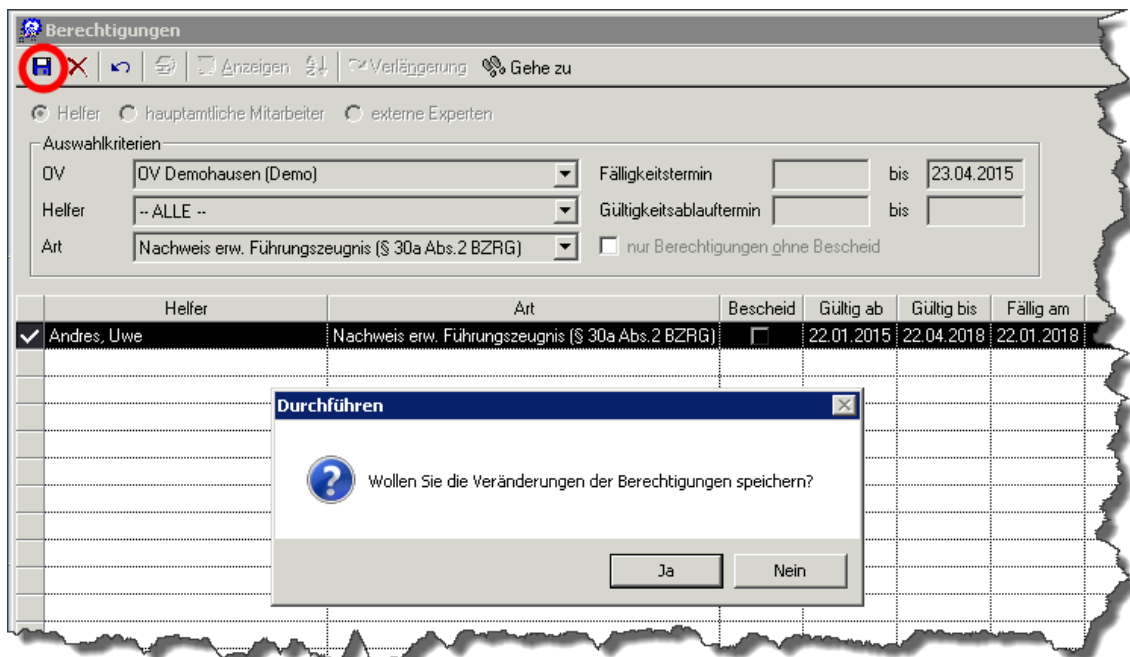 Berechtigungen
Anzeigen Verlängerung Gehe zu
Helfer hauptamtliche Mitarbeiter externe Experten
Auswahlkriterien
OV OV Demohausen (Demo) Fälligkeitstermin bis 23.04.2015
Helfer -- ALLE -- Gültigkeitsablauftermin bis
Art Nachweis erw. Führungszeugnis (§ 30a Abs.2 BZRG) nur Berechtigungen ohne Bescheid
Helfer Art Bescheid Gültig ab Gültig bis Fällig am
Andres, Uwe Nachweis erw. Führungszeugnis (§ 30a Abs.2 BZRG) 22.01.2015 22.04.2018 22.01.2018
Durchführen
Wollen Sie die Veränderungen der Berechtigungen speichern?
Ja Nein